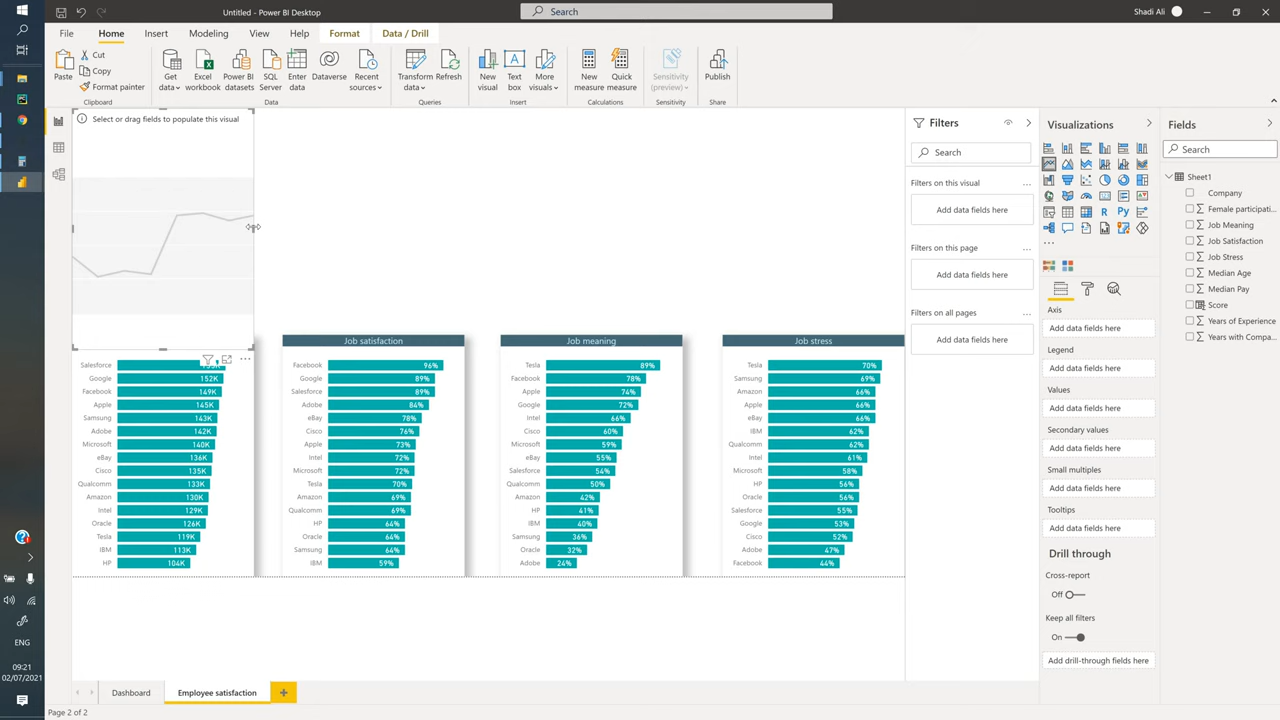 Untitled - Power BI Desktop
Search
Shadi Ali
File
Home
Insert
Modeling
View
Help
Format
Data / Drill
Paste
Cut
Copy
Format painter
Clipboard
Get data
Excel workbook
Power BI datasets
SQL Server
Enter data
Dataverse
Recent sources
Data
Transform data
Refresh
Queries
New visual
Text box
More visuals
Insert
New measure
Quick measure
Calculations
Sensitivity (preview)
Sensitivity
Publish
Share
Select or drag fields to populate this visual
Salesforce
Google 152K
Facebook 149K
Apple 145K
Samsung 143K
Adobe 142K
Microsoft 140K
eBay 136K
Cisco 135K
Qualcomm 133K
Amazon 130K
Intel 129K
Oracle 126K
Tesla 119K
IBM 113K
HP 104K
Job satisfaction
Facebook 96%
Google 89%
Salesforce 89%
Adobe 84%
eBay 78%
Cisco 76%
Apple 73%
Intel 72%
Microsoft 72%
Tesla 70%
Amazon 69%
Qualcomm 69%
HP 64%
Oracle 64%
Samsung 64%
IBM 59%
Job meaning
Tesla 89%
Facebook 78%
Apple 74%
Google 72%
Intel 66%
Cisco 60%
Microsoft 59%
eBay 55%
Salesforce 54%
Qualcomm 50%
Amazon 42%
HP 41%
IBM 40%
Samsung 36%
Oracle 32%
Adobe 24%
Job stress
Tesla 70%
Samsung 69%
Amazon 66%
Apple 66%
eBay 66%
IBM 62%
Qualcomm 62%
Intel 61%
Microsoft 58%
HP 56%
Oracle 56%
Salesforce 55%
Google 53%
Cisco 52%
Adobe 47%
Facebook 44%
Filters
Search
Filters on this visual
...
Add data fields here
Filters on this page
...
Add data fields here
Filters on all pages
...
Add data fields here
Visualizations
R
Py
Axis
Add data fields here
Legend
Add data fields here
Values
Add data fields here
Secondary values
Add data fields here
Small multiples
Add data fields here
Tooltips
Add data fields here
Drill through
Cross-report
Off
Keep all filters
On
Add drill-through fields here
Fields
Search
Sheet1
Company
Female participati...
Job Meaning
Job Satisfaction
Job Stress
Median Age
Median Pay
Score
Years of Experience
Years with Compa...
ENG
09:21
02/07/2021
Dashboard
Employee satisfaction
Page 2 of 2